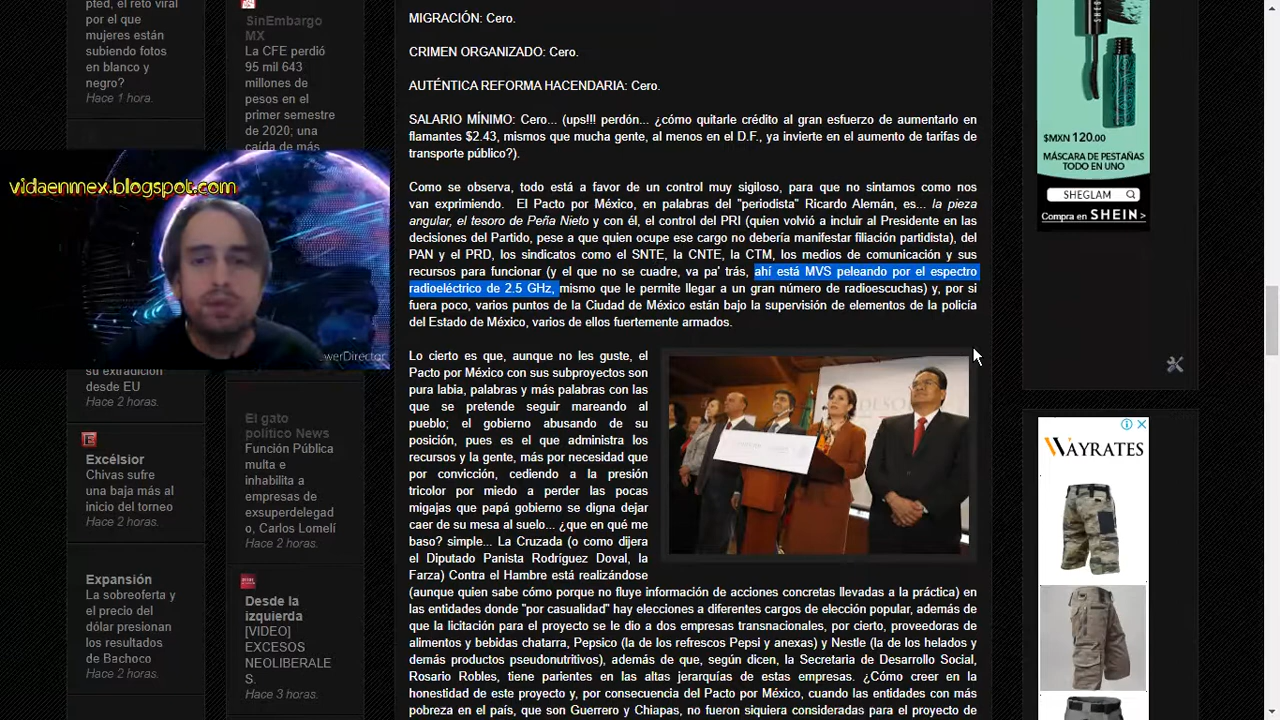 pted, el reto viral
por el que
mujeres están
subiendo fotos
en blanco y
negro?
Hace 1 hora.
SinEmbargo
MX
La CFE perdió
95 mil 643
millones de
pesos en el
primer semestre
de 2020; una
caída de más
vidaenmex.blogspot.com
owerDirector
su extradición
desde EU
Hace 2 horas.
Excélsior
Chivas sufre
una baja más al
inicio del torneo
Hace 2 horas.
Expansión
La sobreoferta y
el precio del
dólar presionan
los resultados
de Bachoco
Hace 2 horas.
El gato
político News
Función Pública
multa e
inhabilita a
empresas de
exsuperdelegad
o, Carlos Lomelí
Hace 2 horas.
Desde la
izquierda
[VIDEO]
EXCESOS
NEOLIBERALE
S.
Hace 3 horas.
MIGRACIÓN: Cero.
CRIMEN ORGANIZADO: Cero.
AUTÉNTICA REFORMA HACENDARIA: Cero.
SALARIO MÍNIMO: Cero... (ups!!! perdón... ¿cómo quitarle crédito al gran esfuerzo de aumentarlo en
infamantes $2.43, mismos que mucha gente, al menos en el D.F., ya invierte en el aumento de tarifas de
transporte público?).
Como se ve, todo está a favor de un control muy sigiloso, para que no sintamos como nos
van exprimiendo. El Pacto por México, en palabras del "periodista" Ricardo Alemán, es... la pieza
angular, el tesoro de Peña Nieto y con él, el control del PRI (quien volvió a incluir al Presidente en las
decisiones del Partido, pese a que quien ocupe ese cargo no debería manifestar filiación partidista), del
PAN y el PRD, los sindicatos como el SNTE, la CNTE, la CTM, los medios de comunicación y sus
recursos para funcionar (y el que no se cuadre, va pa' trás, ahí está MVS peleando por el espectro
radioeléctrico de 2.5 GHz, mismo que le permite llegar a un gran número de radioescuchas) y, por si
fuera poco, varios puntos de la Ciudad de México están bajo la supervisión de elementos de la policía
del Estado de México, varios de ellos fuertemente armados.
Lo cierto es que, aunque no les guste, el
Pacto por México con sus subproyectos son
pura labia, palabras y más palabras con las
que se pretende seguir mareando al
pueblo; el gobierno abusando de su
posición, pues es el que administra los
recursos y la gente, más por necesidad que
por convicción, cediendo a la presión
tricolor por miedo a perder las pocas
migajas que papá gobierno se digna dejar
caer de su mesa al suelo... ¿que en qué me
baso? simple... La Cruzada (o como dijera
el Diputado Panista Rodríguez Doval, la
Farza) Contra el Hambre está realizándose
(aunque quien sabe cómo porque no fluye información de acciones concretas llevadas a la práctica) en
las entidades donde "por casualidad" hay elecciones a diferentes cargos de elección popular, además de
que la licitación para el proyecto se le dio a dos empresas transnacionales, por cierto, proveedoras de
alimentos y bebidas chatarra, Pepsico (la de los refrescos Pepsi y anexas) y Nestle (la de los helados y
demás productos pseudonutritivos), además de que, según dicen, la Secretaria de Desarrollo Social,
Rosario Robles, tiene parientes en las altas jerarquías de estas empresas. ¿Cómo creer en la
honestidad de este proyecto y, por consecuencia del Pacto por México, cuando las entidades con más
pobreza en el país, que son Guerrero y Chiapas, no fueron siquiera consideradas para el proyecto de
$MXN 120.00
MÁSCARA DE PESTAÑAS
TODO EN UNO
SHEGLAM
Compra en SHEIN >
WAYRATES